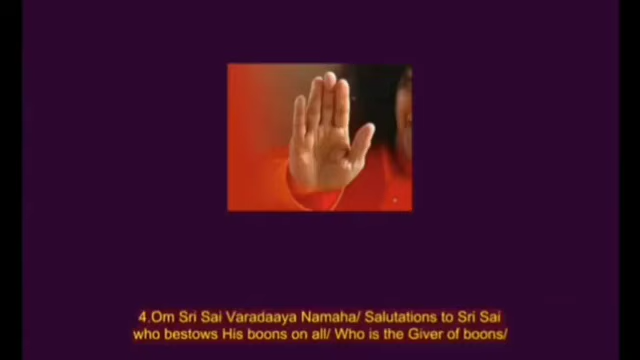 4.Om Sri Sai Varadaaya Namaha/ Salutations to Sri Sai
who bestows His boons on all/ Who is the Giver of boons/